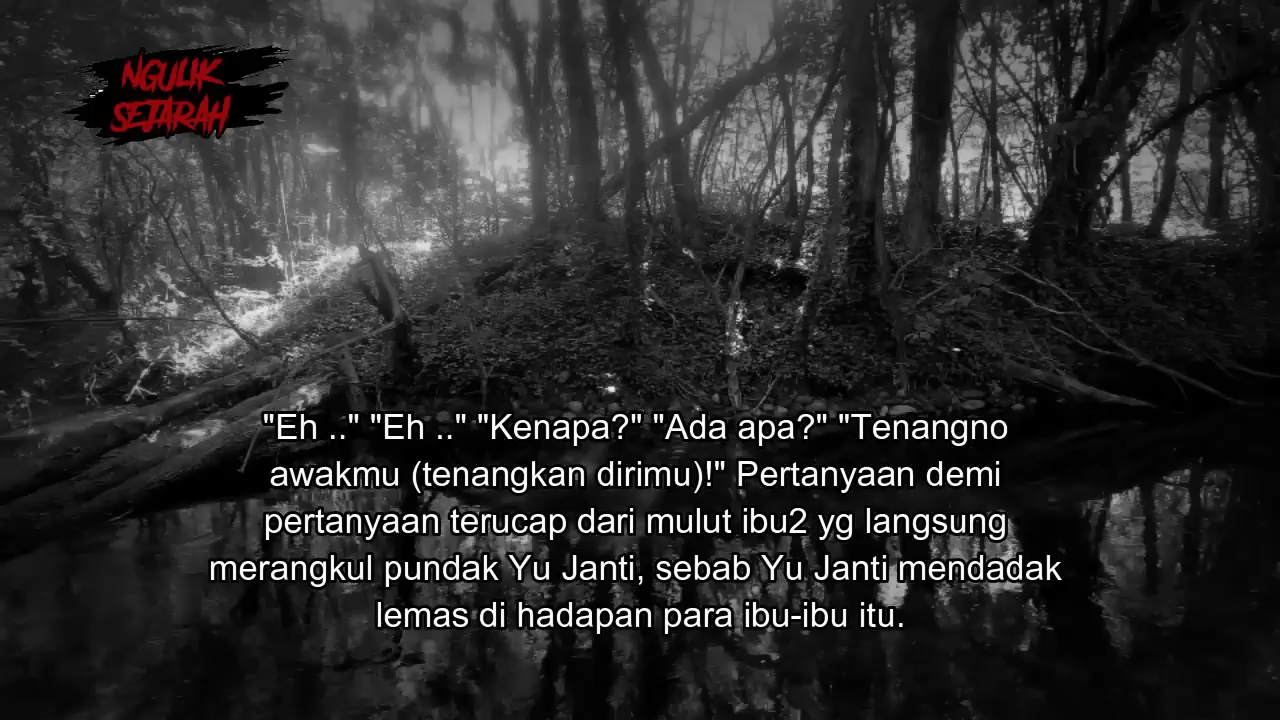 NGULIK
SEJARAH
"Eh .." "Eh .." "Kenapa?" "Ada apa?" "Tenangno
awakmu (tenangkan dirimu)!" Pertanyaan demi
pertanyaan terucap dari mulut ibu2 yg langsung
merangkul pundak Yu Janti, sebab Yu Janti mendadak
lemas di hadapan para ibu-ibu itu.